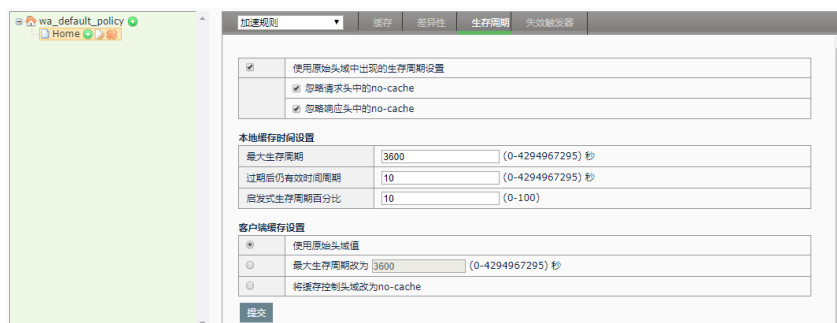 wa_default_policy
Home
加速规则 缓存 差异性 生存周期 失效触发器
使用原始头域中出现的生存周期设置
忽略请求头中的no-cache
忽略响应头中的no-cache
本地缓存时间设置
最大生存周期 3600 (0-4294967295) 秒
过期后仍有效时间周期 10 (0-4294967295) 秒
启发式生存周期百分比 10 (0-100)
客户端缓存设置
使用原始头域值
最大生存周期改为 3600 (0-4294967295) 秒
将缓存控制头域改为no-cache
提交